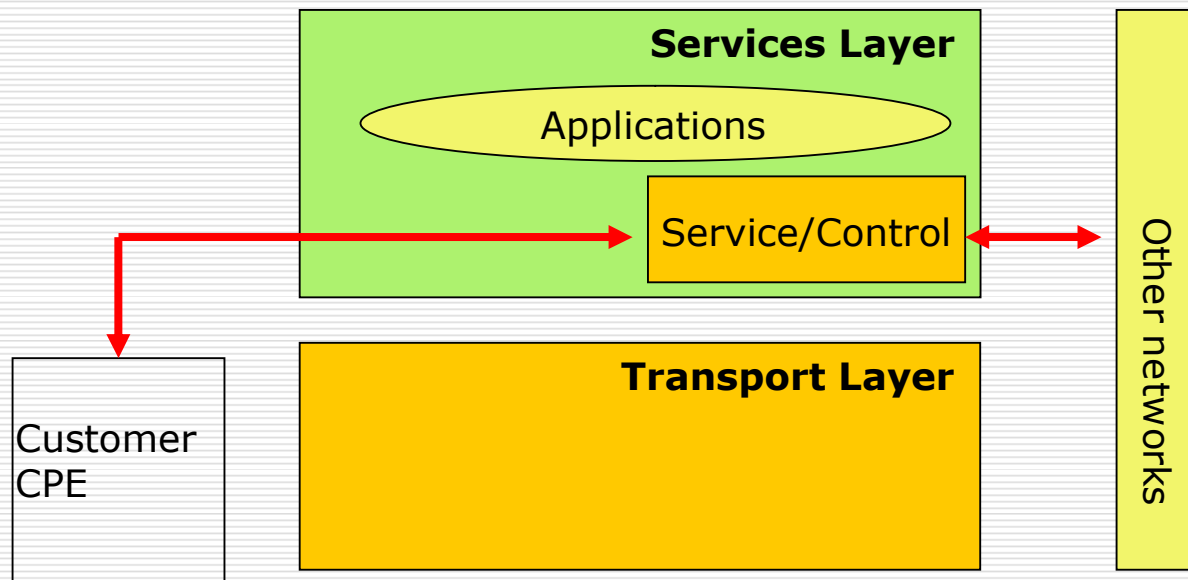 Services Layer
Applications
Service/Control
Other networks
Transport Layer
Customer
CPE